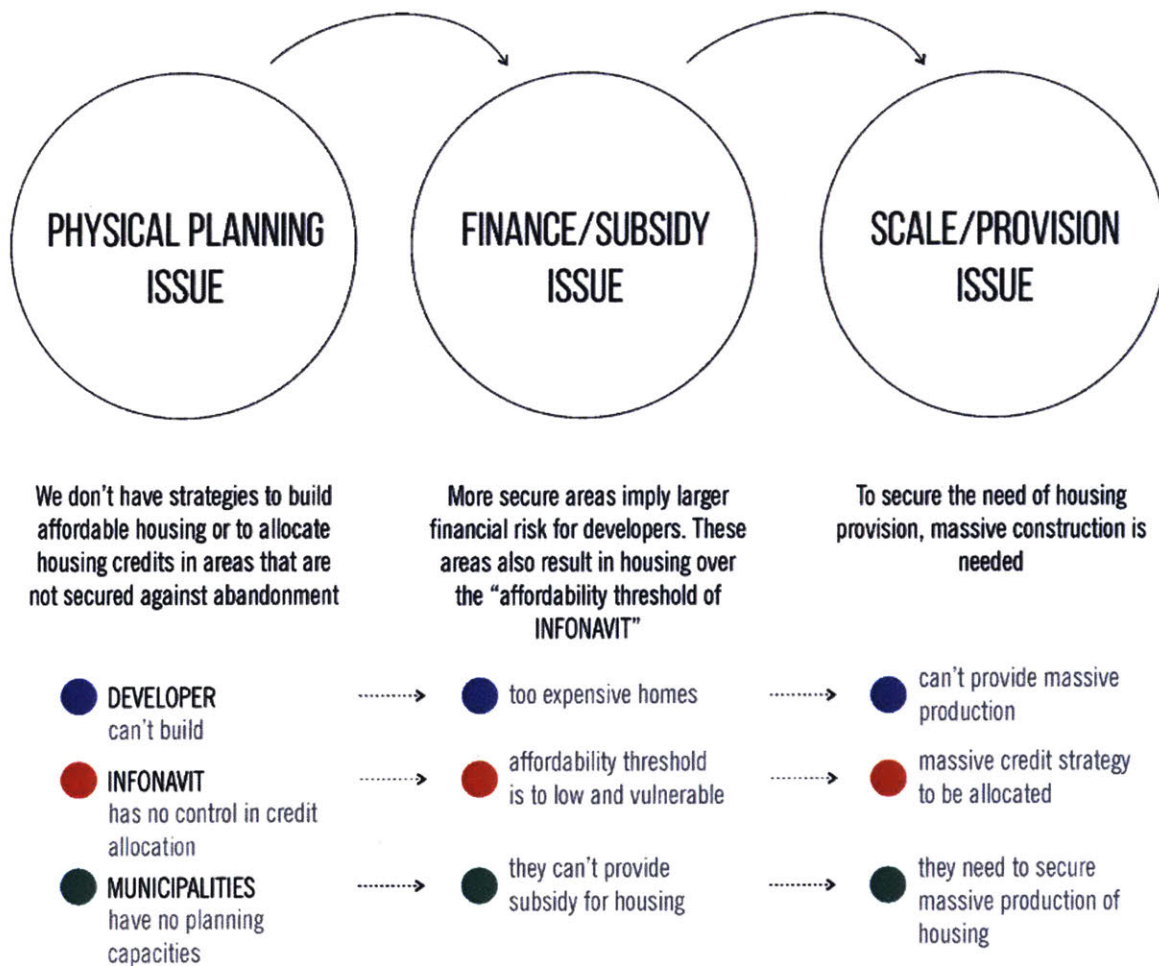 PHYSICAL PLANNING
ISSUE
FINANCE/SUBSIDY
ISSUE
SCALE/PROVISION
ISSUE
We don't have strategies to build
affordable housing or to allocate
housing credits in areas that are
not secured against abandonment
More secure areas imply larger
financial risk for developers. These
areas also result in housing over
the “affordability threshold of
INFONAVIT”
To secure the need of housing
provision, massive construction is
needed
DEVELOPER
can't build
too expensive homes
can't provide massive
production
INFONAVIT
has no control in credit
allocation
affordability threshold
is to low and vulnerable
massive credit strategy
to be allocated
MUNICIPALITIES
have no planning
capacities
they can't provide
subsidy for housing
they need to secure
massive production of
housing